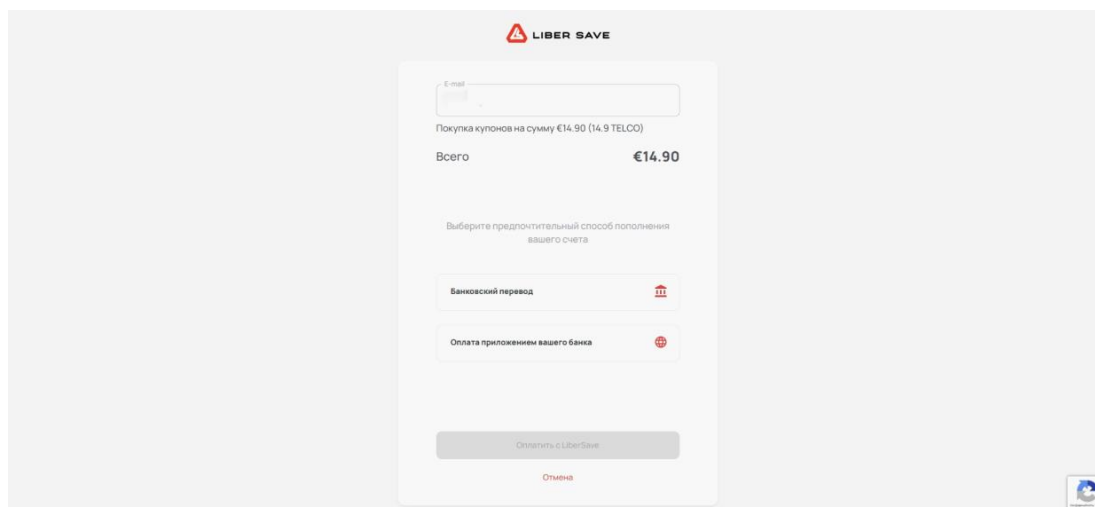 LIBER SAVE
E-mail
Покупка купонов на сумму €14.90 (14.9 TELCO)
Всего €14.90
Выберите предпочтительный способ пополнения
вашего счета
Банковский перевод
Оплата приложением вашего банка
Оплатить с LiberSave
Отмена